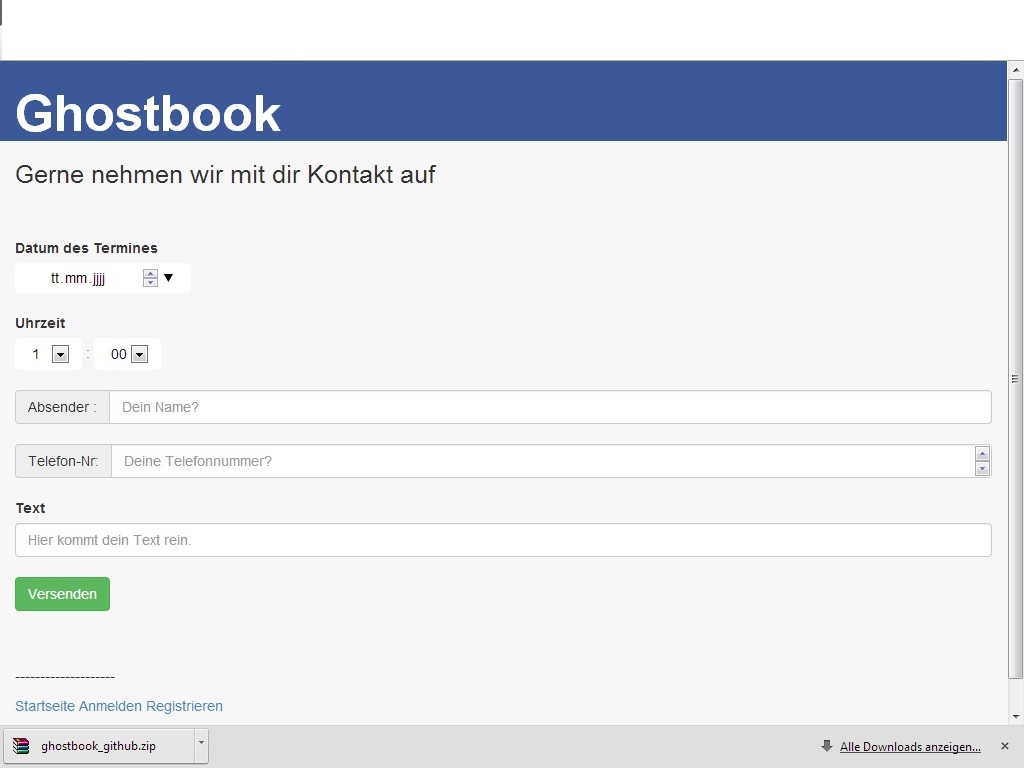 Ghostbook
Gerne nehmen wir mit dir Kontakt auf
Datum des Termines
tt.mm.jjjj
Uhrzeit
1 : 00
Absender : Dein Name?
Telefon-Nr: Deine Telefonnummer?
Text
Hier kommt dein Text rein.
Versenden
--------------------
Startseite Anmelden Registrieren
ghostbook_github.zip Alle Downloads anzeigen...